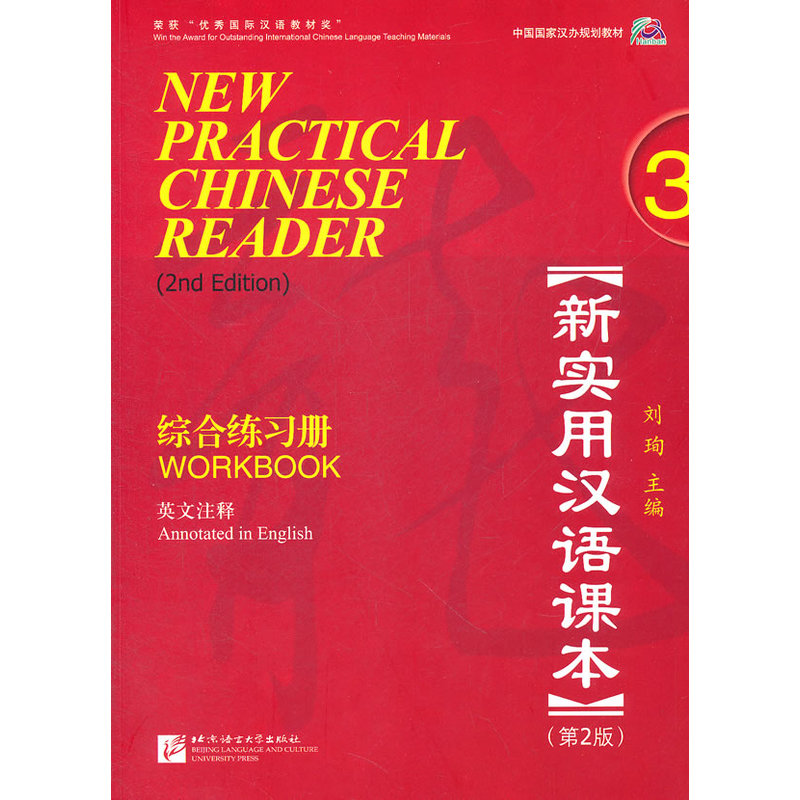 荣获“优秀国际汉语教材奖”
Win the Award for Outstanding International Chinese Language Teaching Materials
中国国家汉办规划教材
Hanban
NEW
PRACTICAL
CHINESE
READER
(2nd Edition)
3
【新实用汉语课本】
(第2版)
刘珣 主编
综合练习册
WORKBOOK
英文注释
Annotated in English
北京语言大学出版社
BEIJING LANGUAGE AND CULTURE
UNIVERSITY PRESS